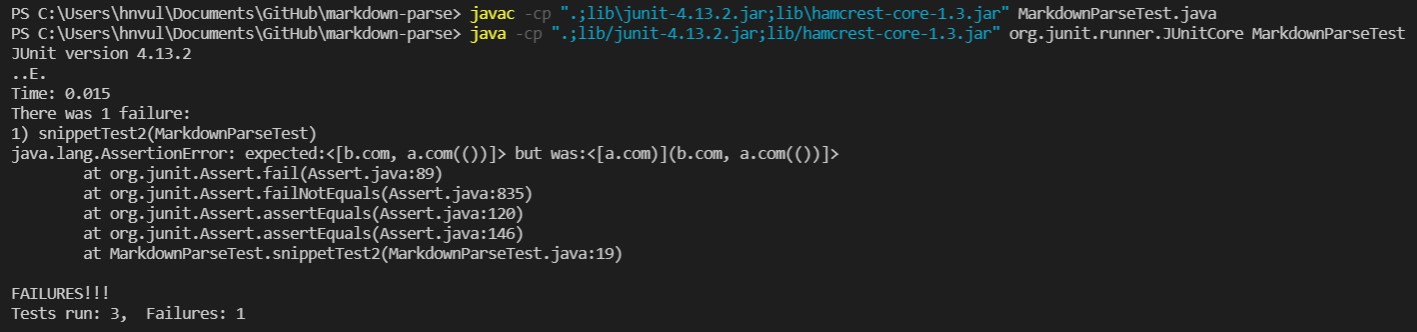 PS C:\Users\hnvul\Documents\GitHub\markdown-parse> javac -cp ".;lib\junit-4.13.2.jar;lib\hamcrest-core-1.3.jar" MarkdownParseTest.java
PS C:\Users\hnvul\Documents\GitHub\markdown-parse> java -cp ".;lib/junit-4.13.2.jar;lib/hamcrest-core-1.3.jar" org.junit.runner.JUnitCore MarkdownParseTest
JUnit version 4.13.2
..E.
Time: 0.015
There was 1 failure:
1) snippetTest2(MarkdownParseTest)
java.lang.AssertionError: expected:<[b.com, a.com(())]> but was:<[a.com)](b.com, a.com(())]>
        at org.junit.Assert.fail(Assert.java:89)
        at org.junit.Assert.failNotEquals(Assert.java:835)
        at org.junit.Assert.assertEquals(Assert.java:120)
        at org.junit.Assert.assertEquals(Assert.java:146)
        at MarkdownParseTest.snippetTest2(MarkdownParseTest.java:19)

FAILURES!!!
Tests run: 3,  Failures: 1